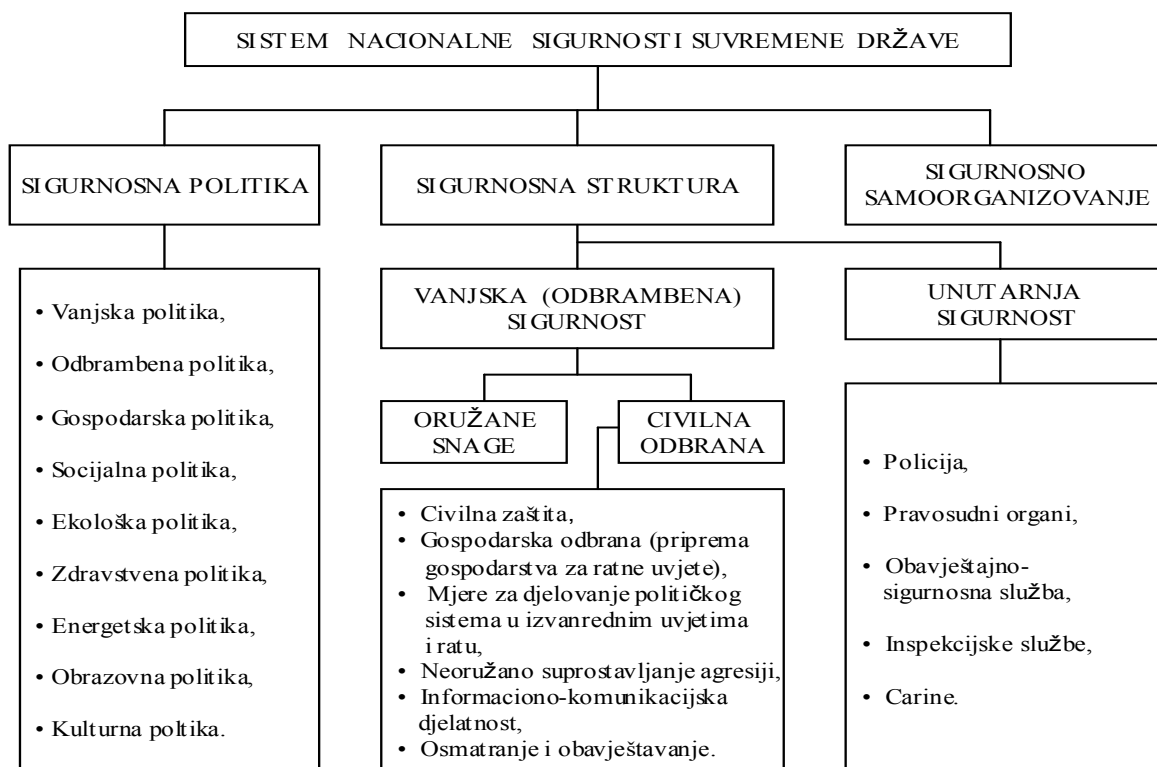 SISTEM NACIONALNE SIGURNOSTI SUVREMENE DRŽAVE
SIGURNOSNA POLITIKA
SIGURNOSNA STRUKTURA
SIGURNOSNO
SAMOORGANIZOVANJE
• Vanjska politika,
• Odbrambena politika,
• Gospodarska politika,
• Socijalna politika,
• Ekološka politika,
• Zdravstvena politika,
• Energetska politika,
• Obrazovna politika,
• Kulturna poltika.
VANJSKA (ODBRAMBENA)
SIGURNOST
ORUŽANE
SNAGE
CIVILNA
ODBRANA
• Civilna zaštita,
• Gospodarska odbrana (priprema
gospodarstva za ratne uvjete),
• Mjere za djelovanje političkog
sistema u izvanrednim uvjetima
i ratu,
• Neoružano suprostavljanje agresiji,
• Informaciono-komunikacijska
djelatnost,
• Osmatranje i obavještavanje.
UNUTARNJA
SIGURNOST
• Policija,
• Pravosudni organi,
• Obavještajno-
sigurnosna služba,
• Inspekcijske službe,
• Carine.